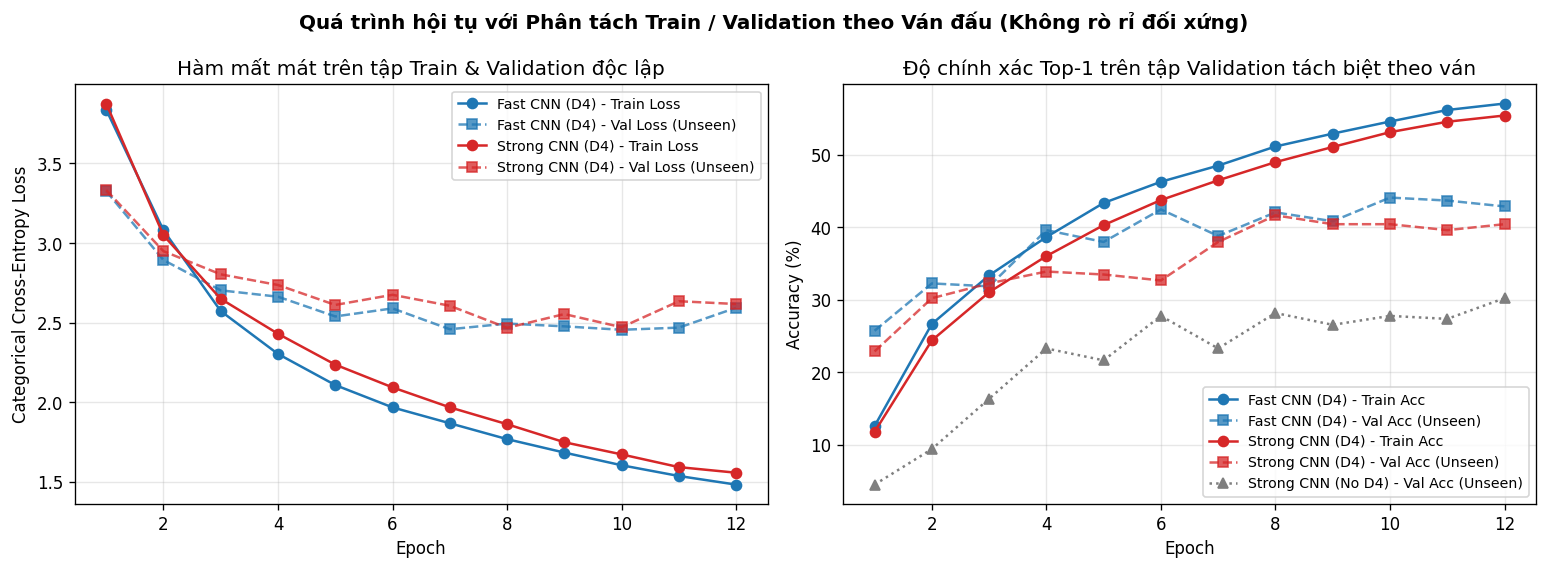 Quá trình hội tụ với Phân tách Train / Validation theo Ván đấu (Không rò rỉ đối xứng)
Hàm mất mát trên tập Train & Validation độc lập
Categorical Cross-Entropy Loss
3.5
3.0
2.5
2.0
1.5
Fast CNN (D4) - Train Loss
Fast CNN (D4) - Val Loss (Unseen)
Strong CNN (D4) - Train Loss
Strong CNN (D4) - Val Loss (Unseen)
2 4 6 8 10 12
Epoch
Độ chính xác Top-1 trên tập Validation tách biệt theo ván
Accuracy (%)
50
40
30
20
10
Fast CNN (D4) - Train Acc
Fast CNN (D4) - Val Acc (Unseen)
Strong CNN (D4) - Train Acc
Strong CNN (D4) - Val Acc (Unseen)
Strong CNN (No D4) - Val Acc (Unseen)
2 4 6 8 10 12
Epoch